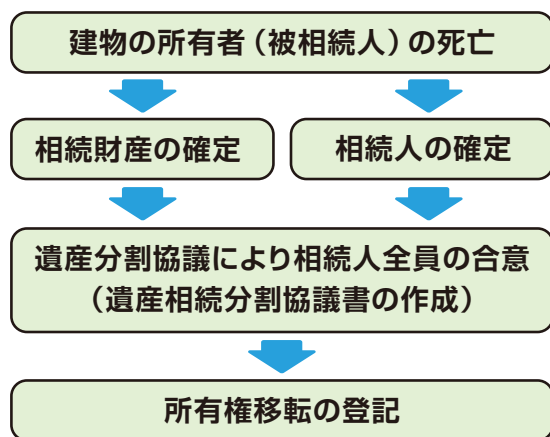 建物の所有者（被相続人）の死亡
相続財産の確定
相続人の確定
遺産分割協議により相続人全員の合意
（遺産相続分割協議書の作成）
所有権移転の登記